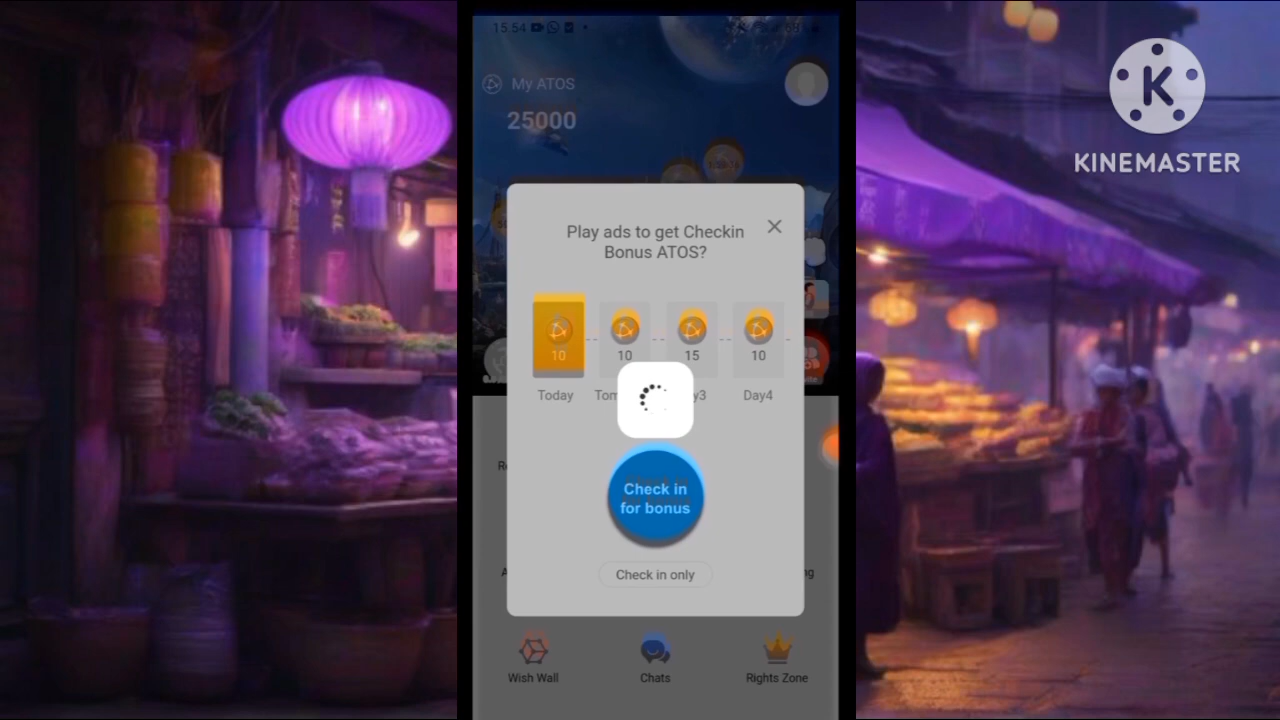 15.54
My ATOS
25000
Play ads to get Checkin
Bonus ATOS?
10
10
15
10
Today
Day4
Check in
for bonus
Check in only
Wish Wall
Chats
Rights Zone
K
KINEMASTER